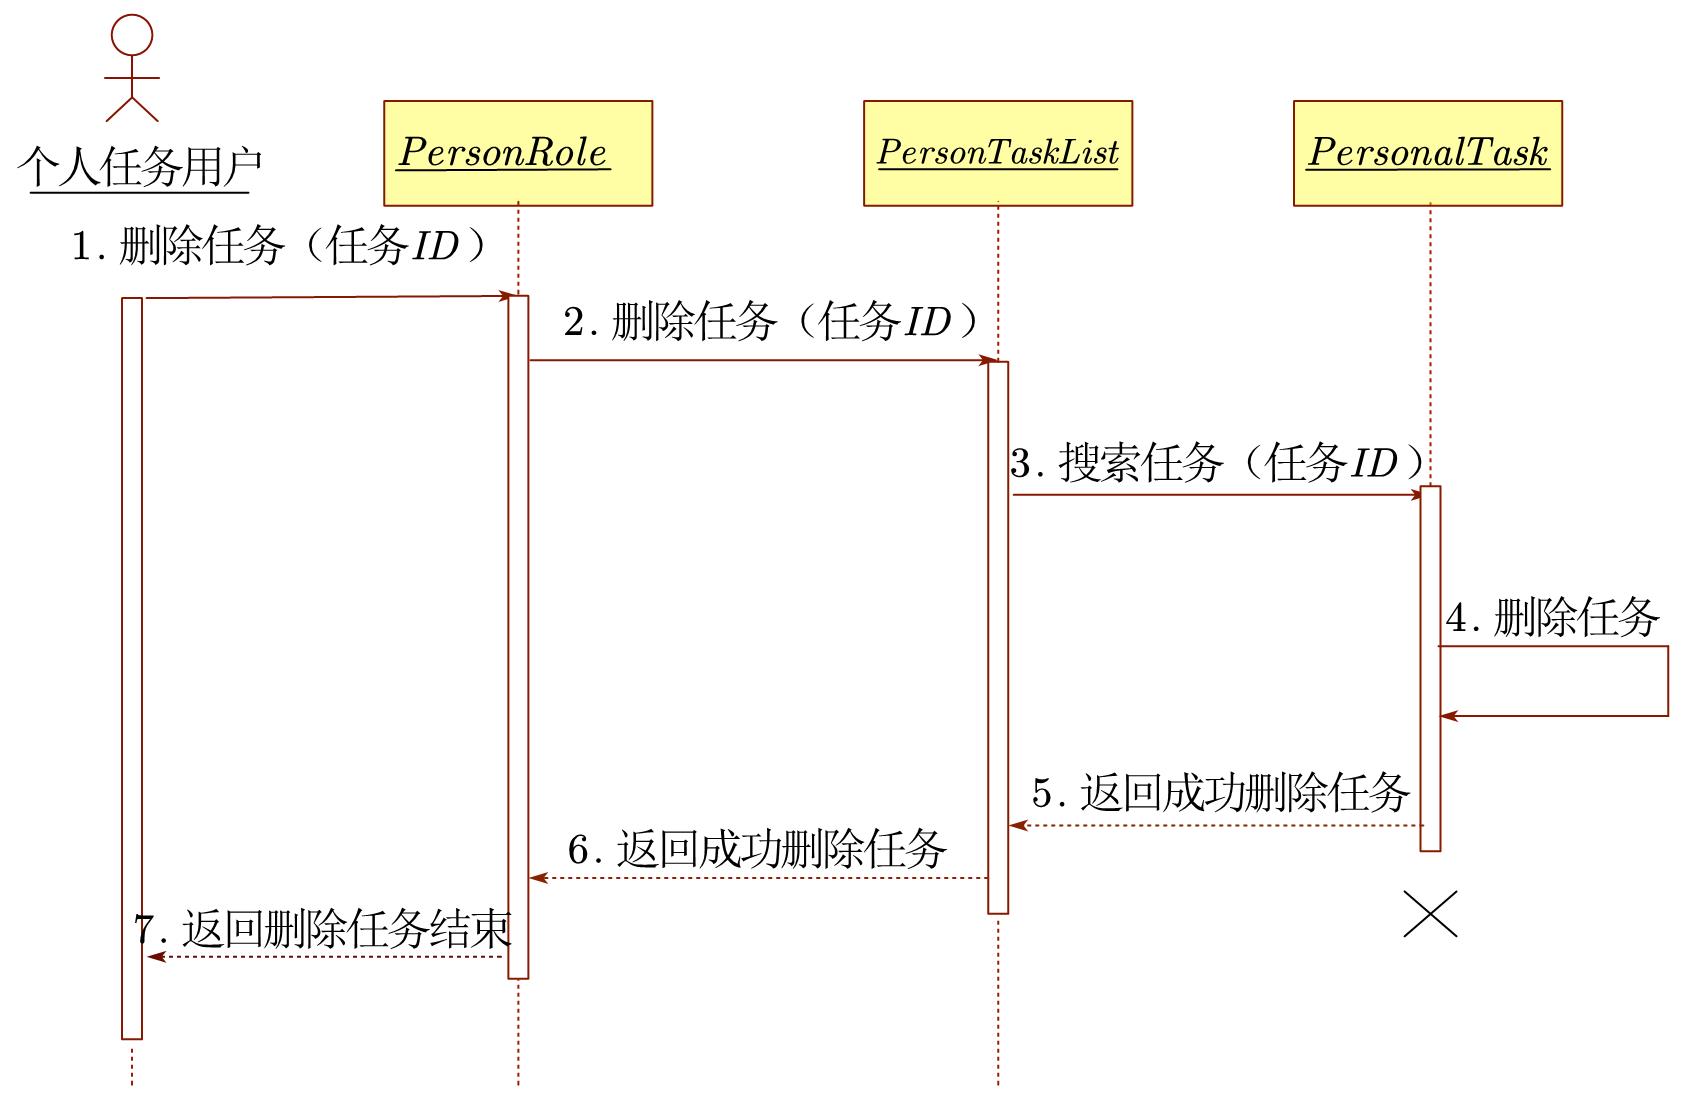 个人任务用户
PersonRole
PersonTaskList
PersonalTask
1.删除任务（任务ID）
2.删除任务（任务ID）
3.搜索任务（任务ID）
4.删除任务
5.返回成功删除任务
6.返回成功删除任务
7.返回删除任务结束